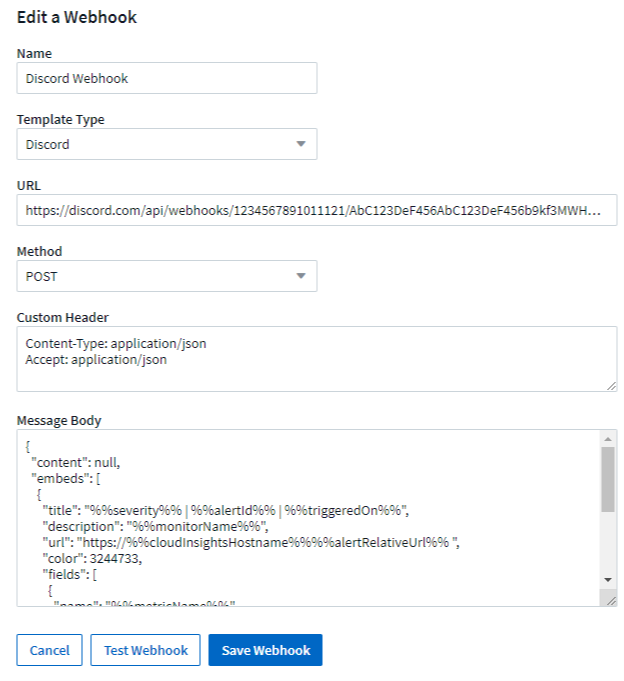 Edit a Webhook
Name
Discord Webhook
Template Type
Discord
URL
https://discord.com/api/webhooks/1234567891011121/AbC123DeF456AbC123DeF456b9kf3MWH...
Method
POST
Custom Header
Content-Type: application/json
Accept: application/json
Message Body
{
"content": null,
"embeds": [
{
"title": "%%severity%% | %%alertId%% | %%triggeredOn%%",
"description": "%%monitorName%%",
"url": "https://%%cloudInsightsHostname%%%%alertRelativeUrl%% ",
"color": 3244733,
"fields": [
{
"name": "%%metricName%%"
Cancel
Test Webhook
Save Webhook